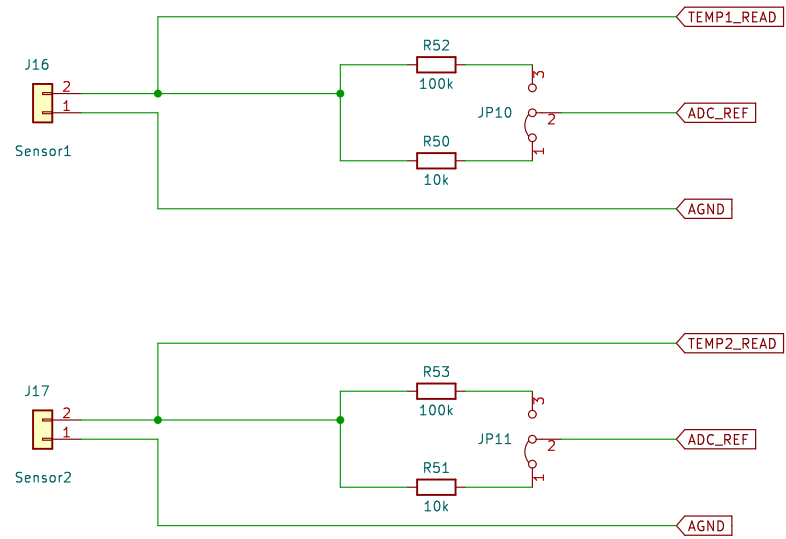 TEMP1_READ
R52
J16
3
100k
2
1
JP10
2
ADC_REF
R50
1
Sensor1
10k
AGND
TEMP2_READ
R53
J17
3
100k
2
1
JP11
2
ADC_REF
R51
1
Sensor2
10k
AGND